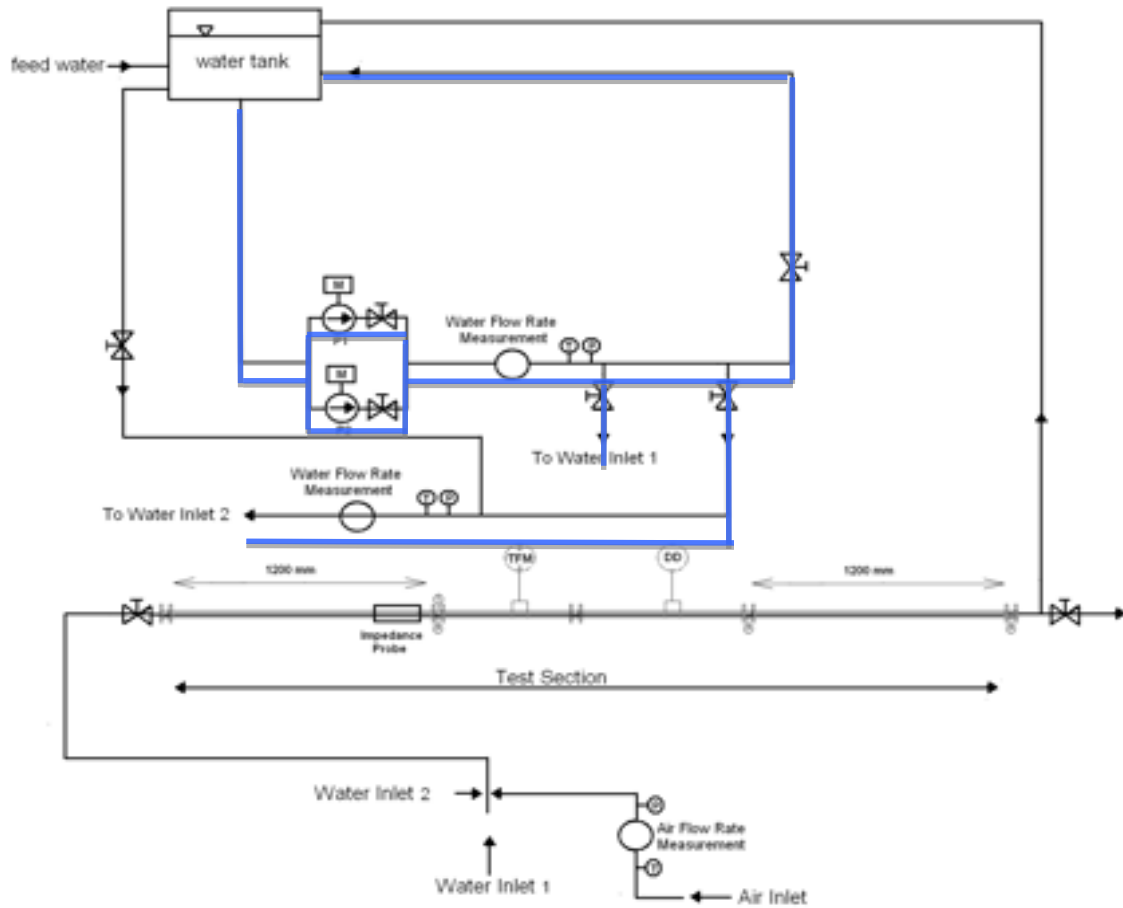 feed water
water tank
M
P1
Water Flow Rate
Measurement
T
P
M
P2
To Water Inlet 1
Water Flow Rate
Measurement
T
P
To Water Inlet 2
1200 mm
TFM
DD
1200 mm
Impedance
Probe
Test Section
Water Inlet 2
P
Air Flow Rate
Measurement
T
Water Inlet 1
Air Inlet